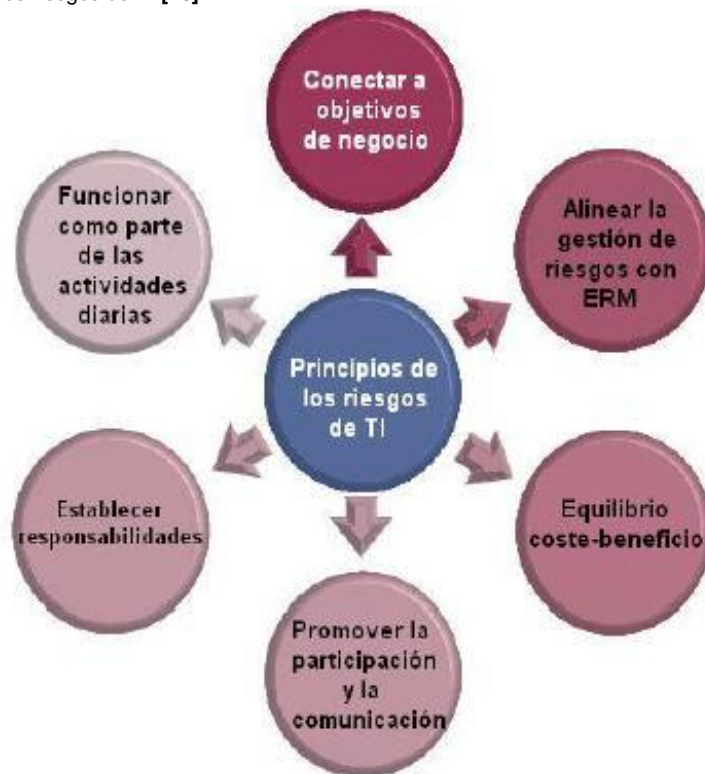 Conectar a
objetivos
de negocio
Alinear la
gestión de
riesgos con
ERM
Equilibrio
coste-beneficio
Promover la
participación
y la
comunicación
Establecer
responsabilidades
Funcionar
como parte
de las
actividades
diarias
Principios de
los riesgos
de TI